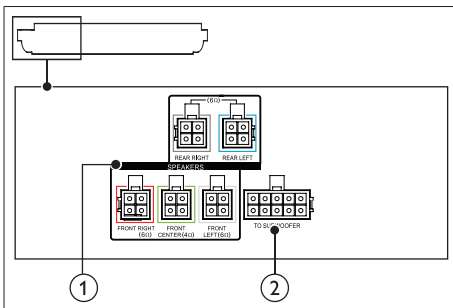 (6Ω)
REAR RIGHT REAR LEFT
SPEAKERS
FRONT RIGHT (6Ω)
FRONT CENTER(4Ω)
FRONT LEFT(6Ω)
TO SUBWOOFER
1
2